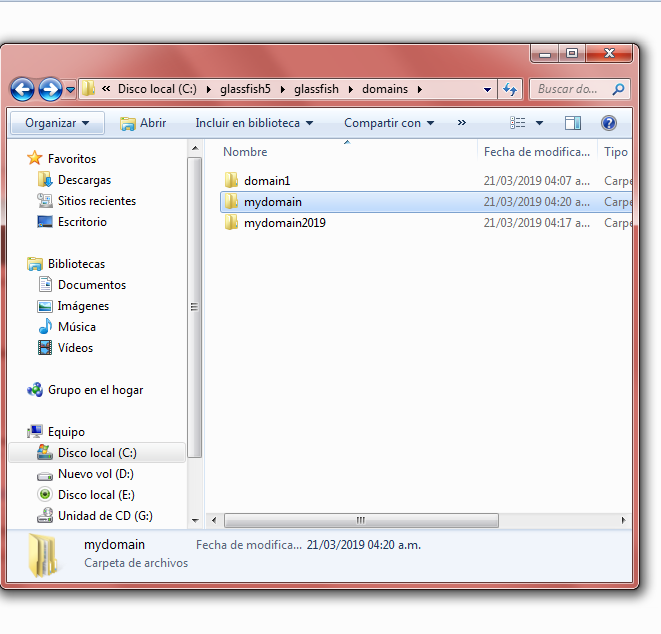 « Disco local (C:) ▸ glassfish5 ▸ glassfish ▸ domains ▸
Buscar do...
Organizar
Abrir
Incluir en biblioteca
Compartir con
»
Nombre
Fecha de modifica...
Tipo
domain1
21/03/2019 04:07 a...
Carpe
mydomain
21/03/2019 04:20 a...
Carpe
mydomain2019
21/03/2019 04:17 a...
Carpe
Favoritos
Descargas
Sitios recientes
Escritorio
Bibliotecas
Documentos
Imágenes
Música
Vídeos
Grupo en el hogar
Equipo
Disco local (C:)
Nuevo vol (D:)
Disco local (E:)
Unidad de CD (G:)
mydomain
Fecha de modifica... 21/03/2019 04:20 a.m.
Carpeta de archivos